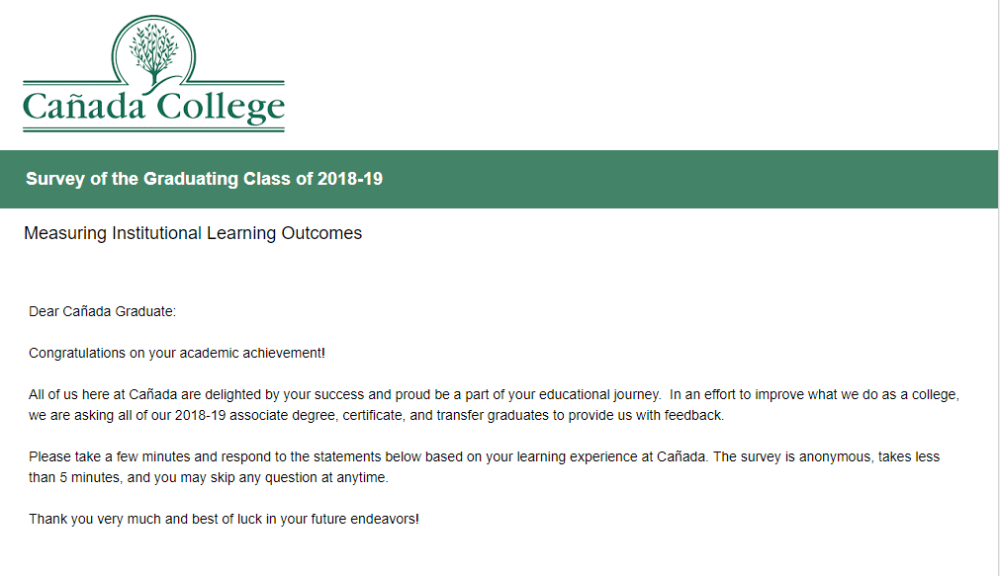 Cañada College
Survey of the Graduating Class of 2018-19
Measuring Institutional Learning Outcomes
Dear Cañada Graduate:
Congratulations on your academic achievement!
All of us here at Cañada are delighted by your success and proud be a part of your educational journey.  In an effort to improve what we do as a college,
we are asking all of our 2018-19 associate degree, certificate, and transfer graduates to provide us with feedback.
Please take a few minutes and respond to the statements below based on your learning experience at Cañada. The survey is anonymous, takes less
than 5 minutes, and you may skip any question at anytime.
Thank you very much and best of luck in your future endeavors!